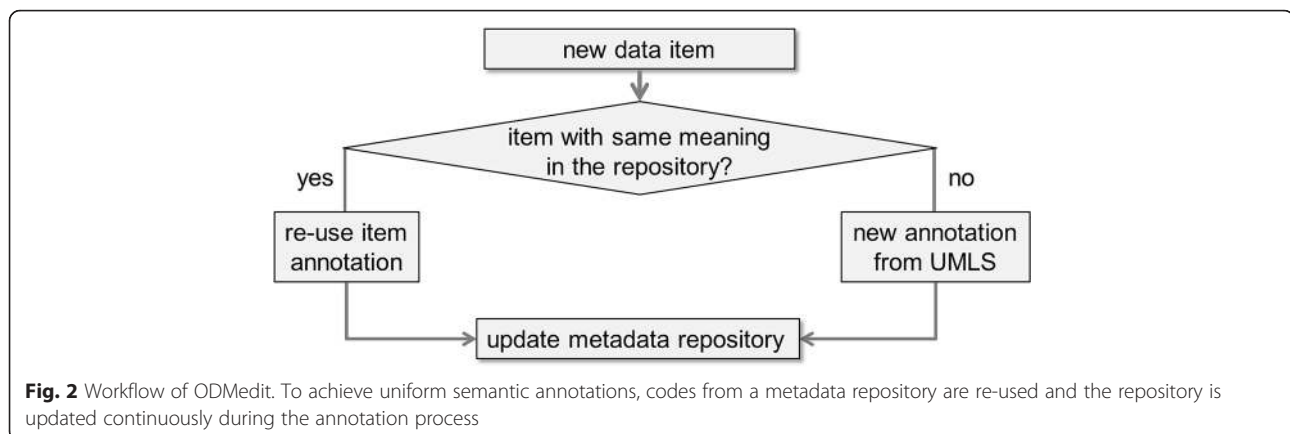 new data item
item with same meaning
in the repository?
yes
no
re-use item
annotation
new annotation
from UMLS
update metadata repository
Fig. 2 Workflow of ODMedit. To achieve uniform semantic annotations, codes from a metadata repository are re-used and the repository is
updated continuously during the annotation process